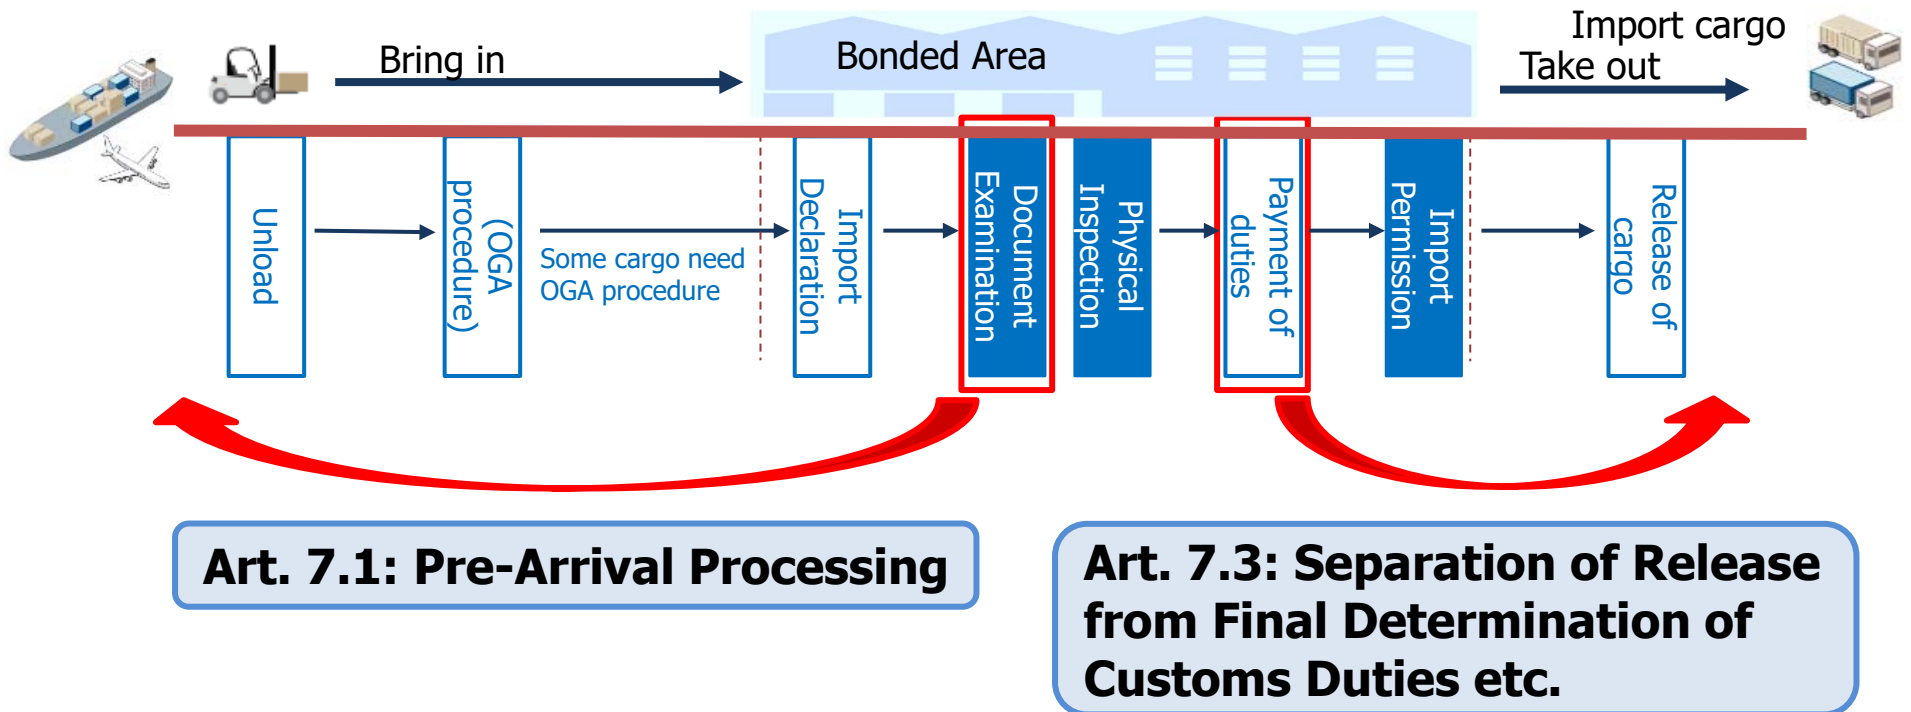 Bring in
Bonded Area
Import cargo
Take out
Unload
(OGA
procedure)
Some cargo need
OGA procedure
Import
Declaration
Document
Examination
Physical
Inspection
Payment of
duties
Import
Permission
Release of
cargo
Art. 7.1: Pre-Arrival Processing
Art. 7.3: Separation of Release
from Final Determination of
Customs Duties etc.